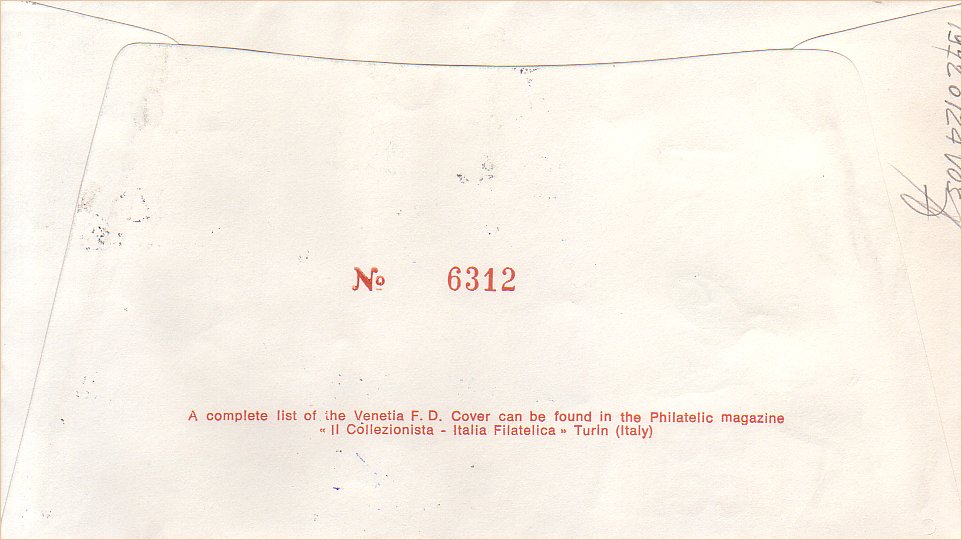 No 6312
A complete list of the Venetia F. D. Cover can be found in the Philatelic magazine
« Il Collezionista - Italia Filatelica » Turin (Italy)